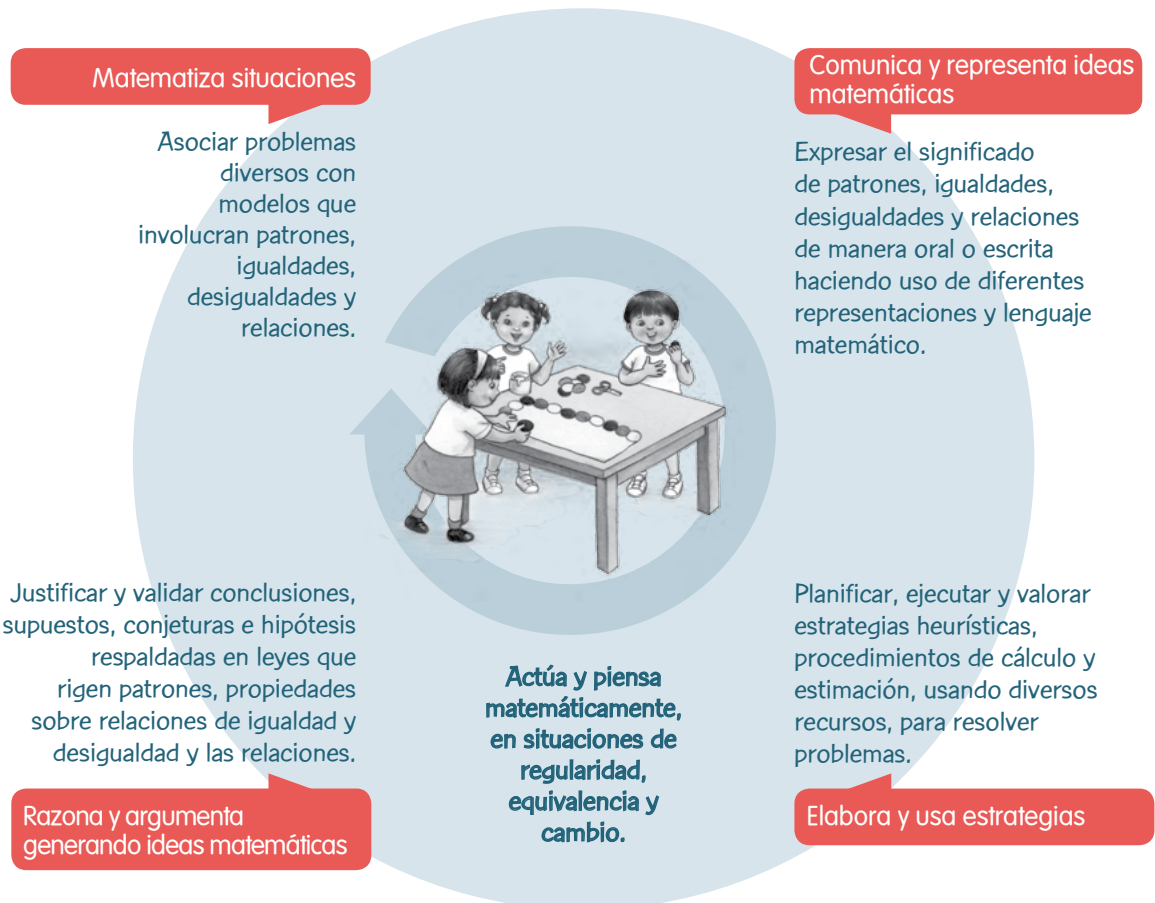 Matematiza situaciones
Asociar problemas
diversos con
modelos que
involucran patrones,
igualdades,
desigualdades y
relaciones.
Comunica y representa ideas
matemáticas
Expresar el significado
de patrones, igualdades,
desigualdades y relaciones
de manera oral o escrita
haciendo uso de diferentes
representaciones y lenguaje
matemático.
Justificar y validar conclusiones,
supuestos, conjeturas e hipótesis
respaldadas en leyes que
rigen patrones, propiedades
sobre relaciones de igualdad y
desigualdad y las relaciones.
Razona y argumenta
generando ideas matemáticas
Actúa y piensa
matemáticamente,
en situaciones de
regularidad,
equivalencia y
cambio.
Planificar, ejecutar y valorar
estrategias heurísticas,
procedimientos de cálculo y
estimación, usando diversos
recursos, para resolver
problemas.
Elabora y usa estrategias